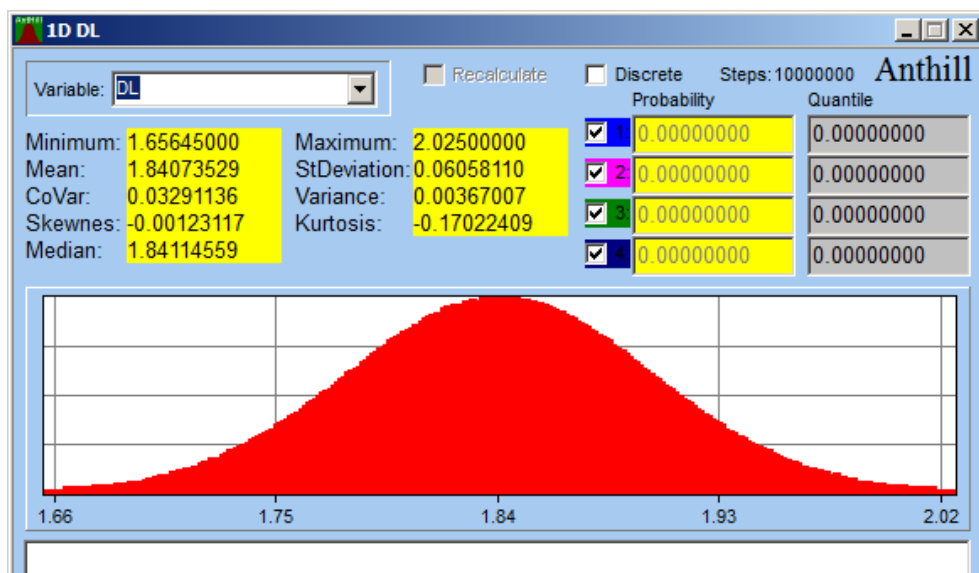 AntHill
1D DL
Variable: DL
Recalculate
Discrete
Steps: 10000000
Anthill
Probability Quantile
Minimum: 1.65645000 Maximum: 2.02500000
Mean: 1.84073529 StDeviation: 0.06058110
CoVar: 0.03291136 Variance: 0.00367007
Skewnes: -0.00123117 Kurtosis: -0.17022409
Median: 1.84114559
1: 0.00000000 0.00000000
2: 0.00000000 0.00000000
3: 0.00000000 0.00000000
4: 0.00000000 0.00000000
1.66 1.75 1.84 1.93 2.02